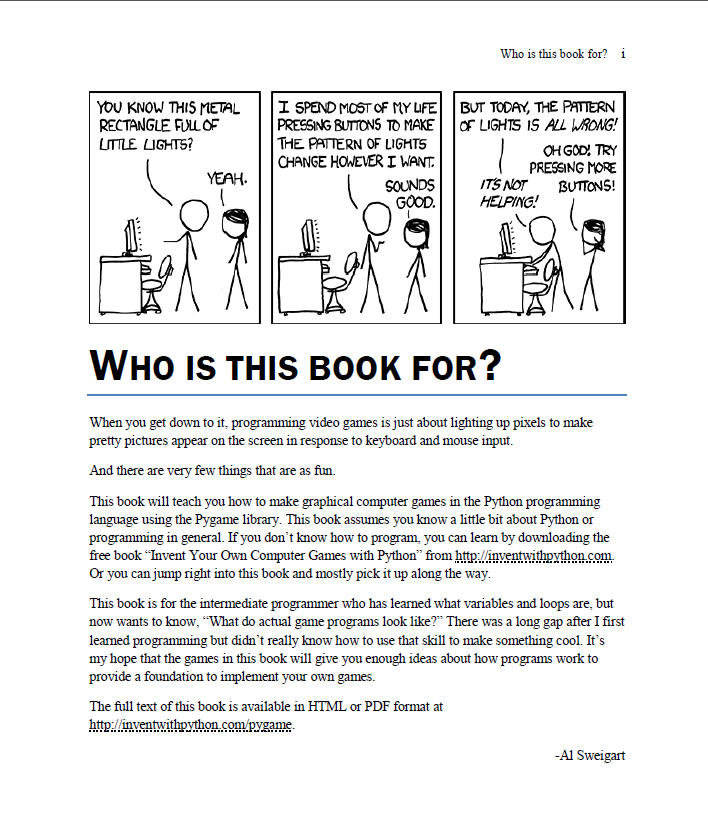 Who is this book for? i
YOU KNOW THIS METAL
RECTANGLE FULL OF
LITTLE LIGHTS?
YEAH.
I SPEND MOST OF MY LIFE
PRESSING BUTTONS TO MAKE
THE PATTERN OF LIGHTS
CHANGE HOWEVER I WANT.
SOUNDS
GOOD.
BUT TODAY, THE PATTERN
OF LIGHTS IS ALL WRONG!
OH GOD! TRY
PRESSING MORE
BUTTONS!
IT'S NOT
HELPING!
WHO IS THIS BOOK FOR?
When you get down to it, programming video games is just about lighting up pixels to make
pretty pictures appear on the screen in response to keyboard and mouse input.
And there are very few things that are as fun.
This book will teach you how to make graphical computer games in the Python programming
language using the Pygame library. This book assumes you know a little bit about Python or
programming in general. If you don’t know how to program, you can learn by downloading the
free book “Invent Your Own Computer Games with Python” from http://inventwithpython.com.
Or you can jump right into this book and mostly pick it up along the way.
This book is for the intermediate programmer who has learned what variables and loops are, but
now wants to know, “What do actual game programs look like?” There was a long gap after I first
learned programming but didn’t really know how to use that skill to make something cool. It’s
my hope that the games in this book will give you enough ideas about how programs work to
provide a foundation to implement your own games.
The full text of this book is available in HTML or PDF format at
http://inventwithpython.com/pygame.
-Al Sweigart